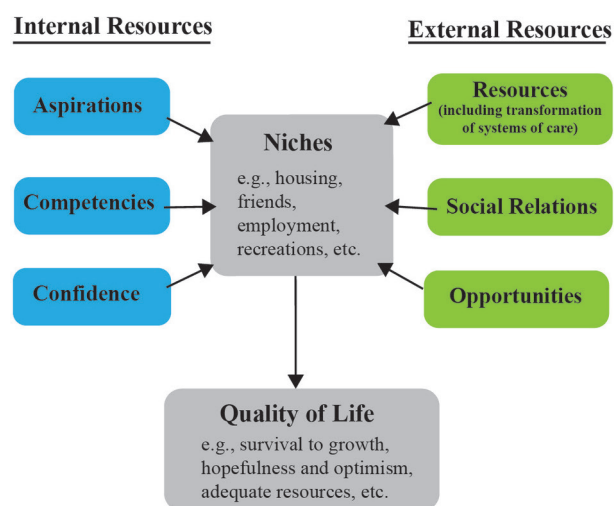 Internal Resources
Aspirations
Competencies
Confidence
Niches
e.g., housing,
friends,
employment,
recreations, etc.
External Resources
Resources
(including transformation
of systems of care)
Social Relations
Opportunities
Quality of Life
e.g., survival to growth,
hopefulness and optimism,
adequate resources, etc.